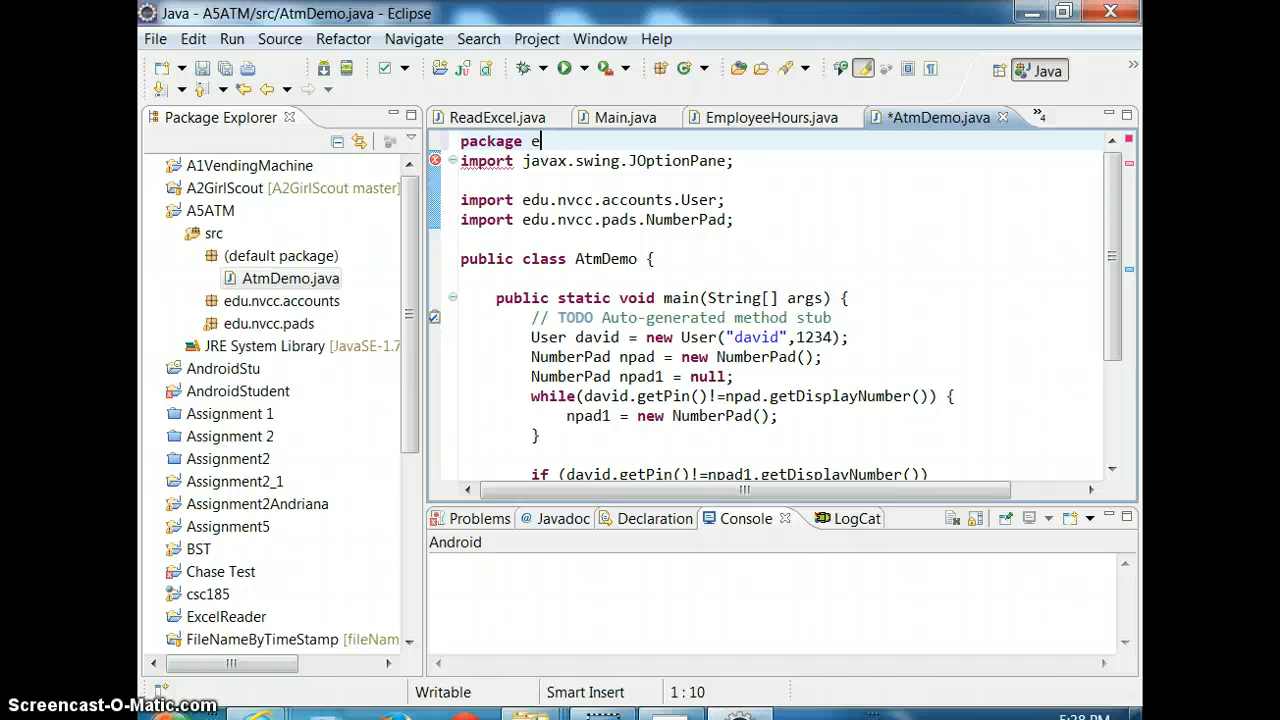 Java - A5ATM/src/AtmDemo.java - Eclipse
File Edit Run Source Refactor Navigate Search Project Window Help
Java
Package Explorer
ReadExcel.java Main.java EmployeeHours.java *AtmDemo.java 4
A1VendingMachine
A2GirlScout [A2GirlScout master]
A5ATM
src
(default package)
AtmDemo.java
edu.nvcc.accounts
edu.nvcc.pads
JRE System Library [JavaSE-1.7
AndroidStu
AndroidStudent
Assignment 1
Assignment 2
Assignment2
Assignment2_1
Assignment2Andriana
Assignment5
BST
Chase Test
csc185
ExcelReader
FileNameByTimeStamp [fileNam
package e
import javax.swing.JOptionPane;
import edu.nvcc.accounts.User;
import edu.nvcc.pads.NumberPad;
public class AtmDemo {
public static void main(String[] args) {
// TODO Auto-generated method stub
User david = new User("david",1234);
NumberPad npad = new NumberPad();
NumberPad npad1 = null;
while(david.getPin()!=npad.getDisplayNumber()) {
npad1 = new NumberPad();
}
if (david.getPin()!=npad1.getDisplayNumber())
Problems @ Javadoc Declaration Console LogCat
Android
Writable Smart Insert 1 : 10
Screencast-O-Matic.com
5:28 PM